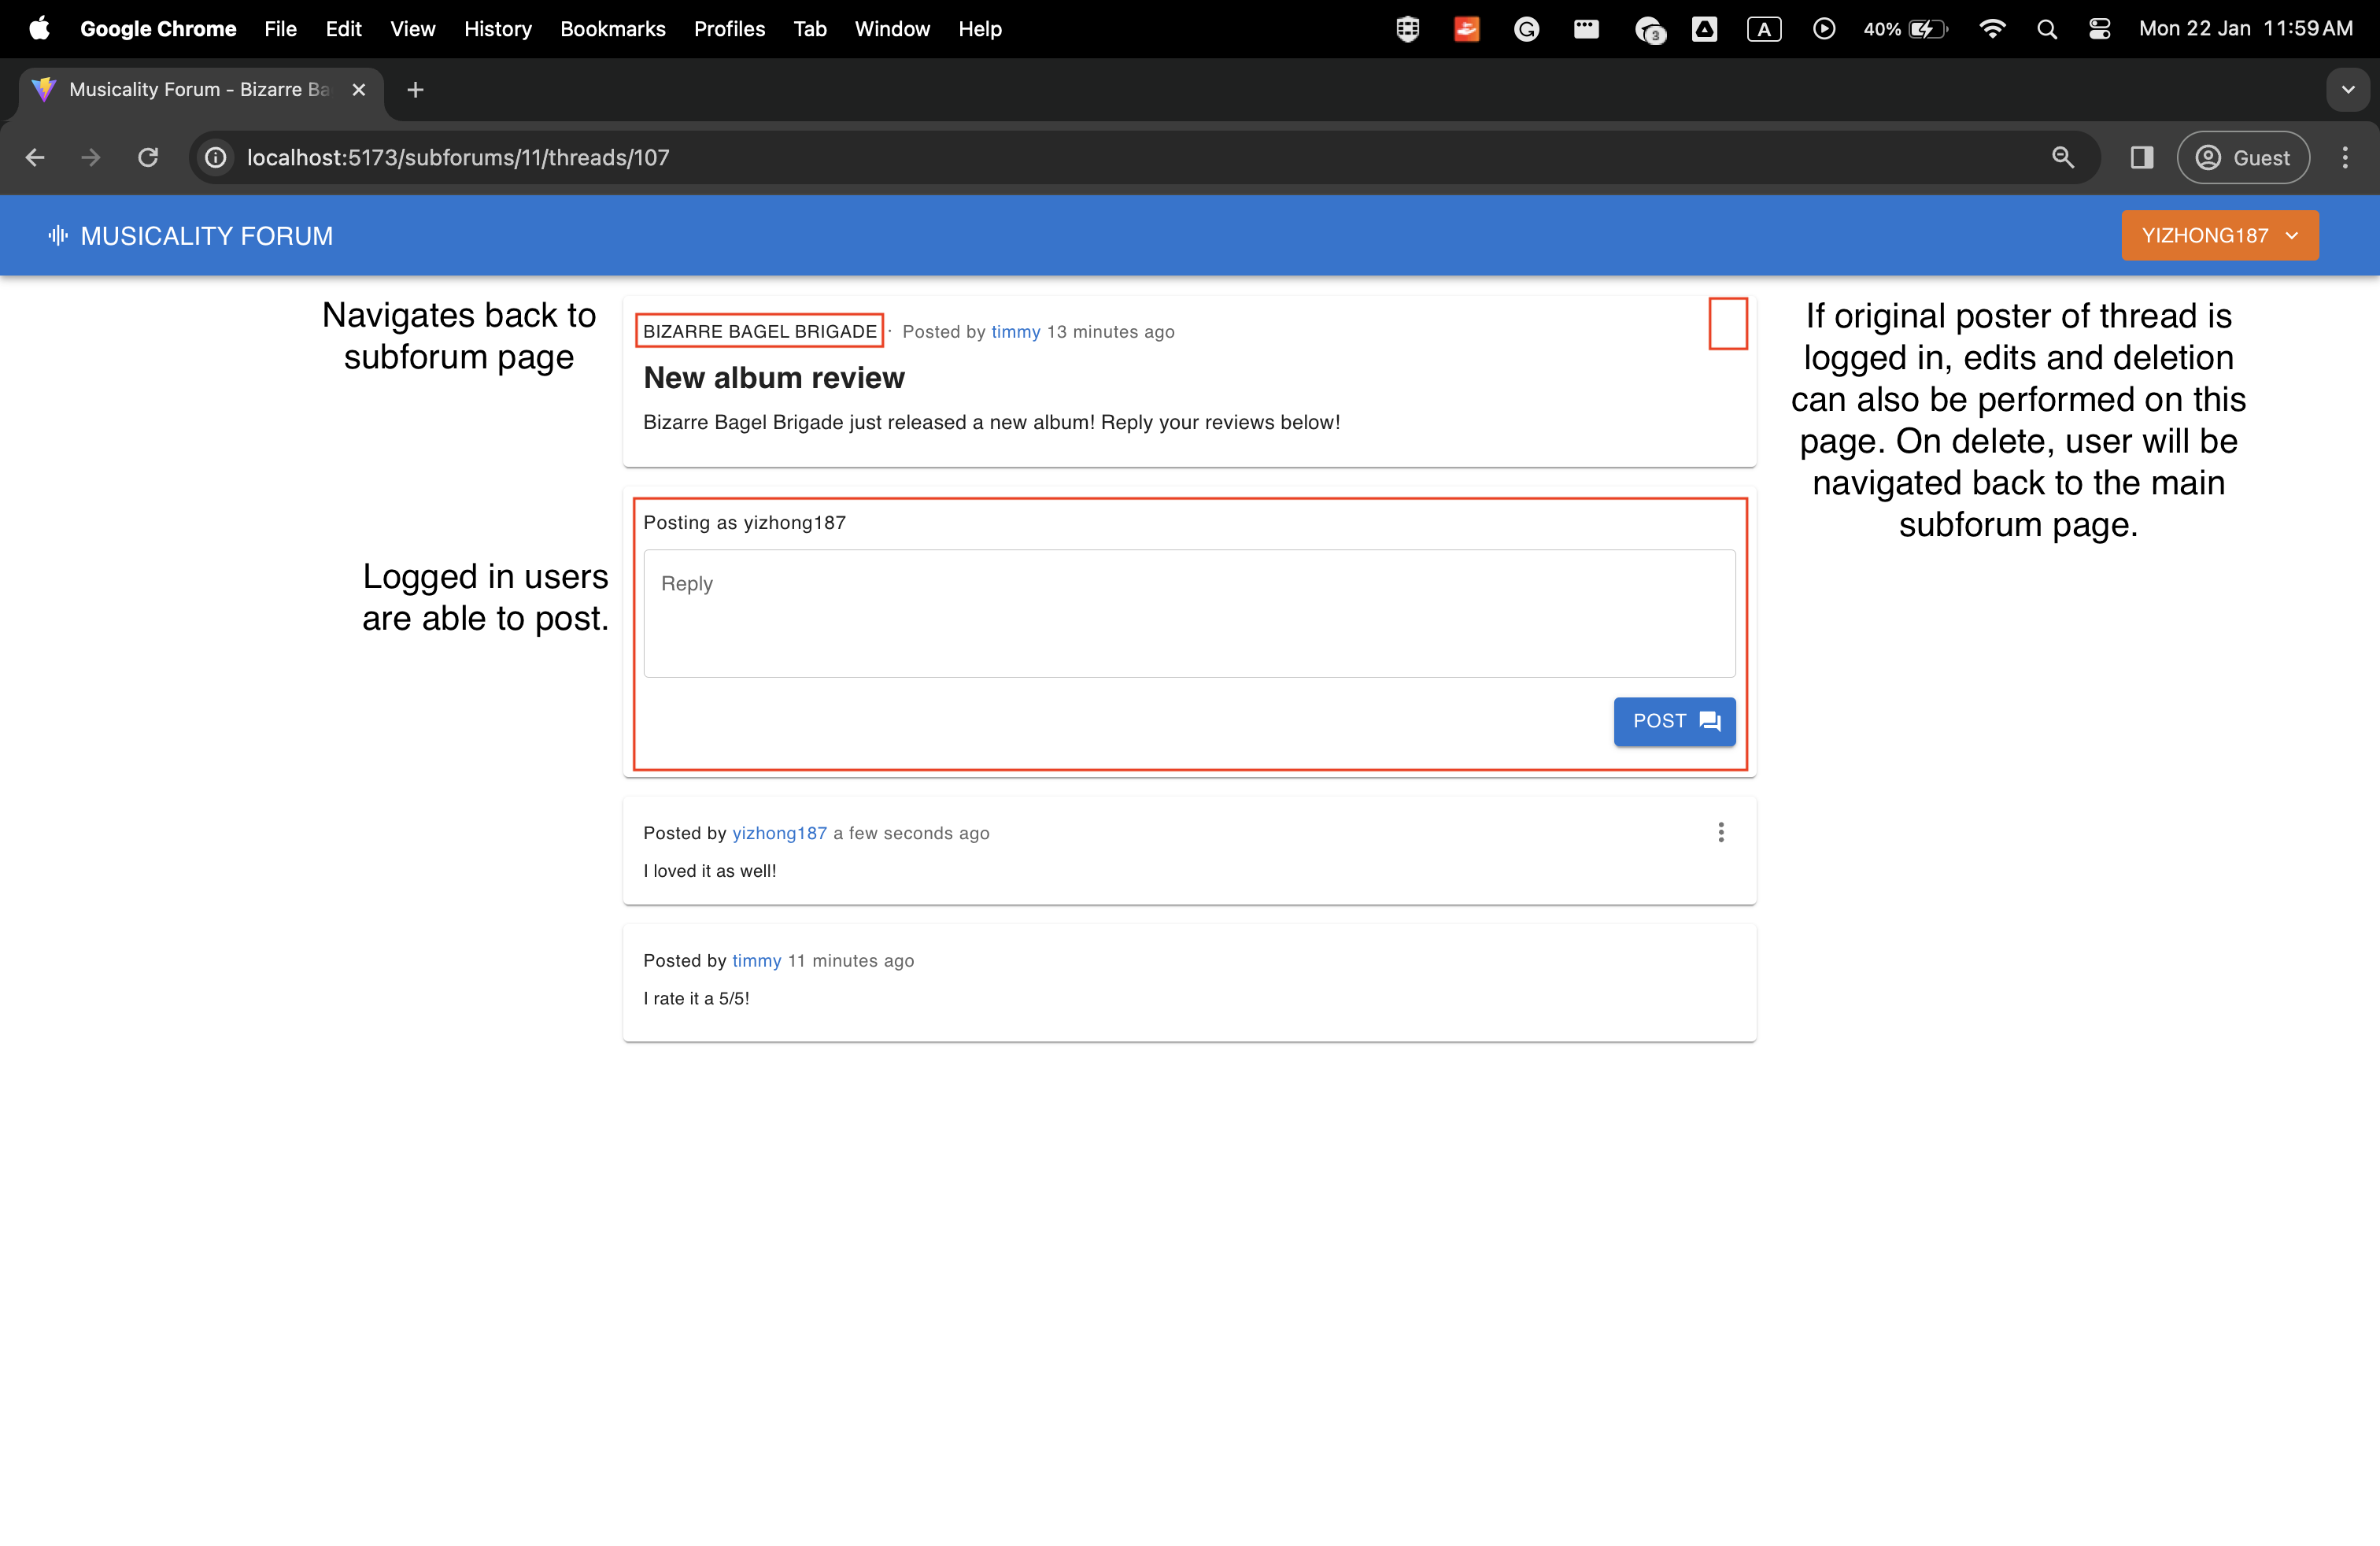 Google Chrome File Edit View History Bookmarks Profiles Tab Window Help 3 A 40% Mon 22 Jan 11:59 AM
Musicality Forum - Bizarre Ba
localhost:5173/subforums/11/threads/107 Guest
MUSICALITY FORUM YIZHONG187
Navigates back to
subforum page
BIZARRE BAGEL BRIGADE · Posted by timmy 13 minutes ago
New album review
Bizarre Bagel Brigade just released a new album! Reply your reviews below!
If original poster of thread is
logged in, edits and deletion
can also be performed on this
page. On delete, user will be
navigated back to the main
subforum page.
Logged in users
are able to post.
Posting as yizhong187
Reply
POST
Posted by yizhong187 a few seconds ago
I loved it as well!
Posted by timmy 11 minutes ago
I rate it a 5/5!